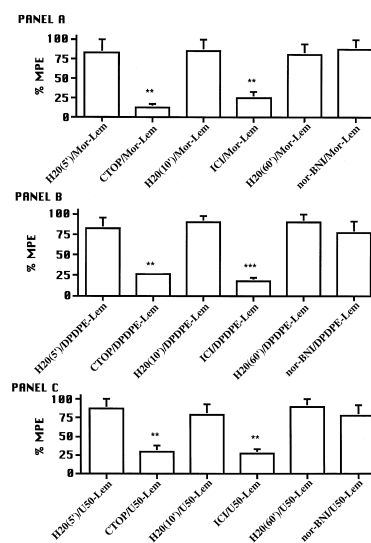 PANEL A
% MPE
100
75
50
25
0
**
**
H20(5')/Mor-Lem
CTOP/Mor-Lem
H20(10')/Mor-Lem
ICI/Mor-Lem
H20(60')/Mor-Lem
nor-BNI/Mor-Lem
PANEL B
% MPE
100
75
50
25
0
**
***
H20(5')/DPDPE-Lem
CTOP/DPDPE-Lem
H20(10')/DPDPE-Lem
ICI/DPDPE-Lem
H20(60')/DPDPE-Lem
nor-BNI/DPDPE-Lem
PANEL C
% MPE
100
75
50
25
0
**
**
H20(5')/U50-Lem
CTOP/U50-Lem
H20(10')/U50-Lem
ICI/U50-Lem
H20(60')/U50-Lem
nor-BNI/U50-Lem